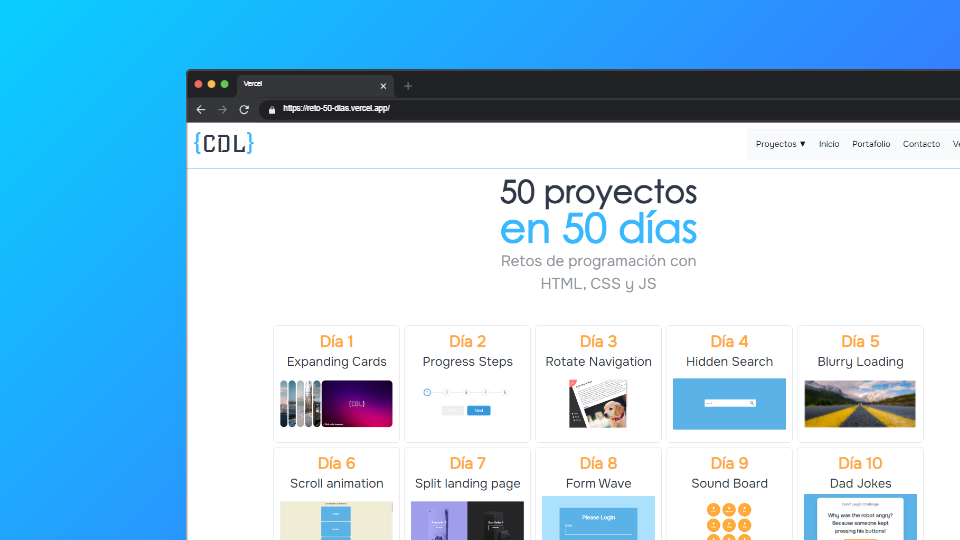 Vercel
https://reto-50-dias.vercel.app/
{CDL}
Proyectos ▼ Inicio Portafolio Contacto
50 proyectos
en 50 días
Retos de programación con
HTML, CSS y JS
Día 1 Día 2 Día 3 Día 4 Día 5
Expanding Cards Progress Steps Rotate Navigation Hidden Search Blurry Loading
{CDL}
Día 6 Día 7 Día 8 Día 9 Día 10
Scroll animation Split landing page Form Wave Sound Board Dad Jokes
Please Login
Don't Laugh Challenge
Why was the robot angry?
Because someone kept
pressing his buttons!